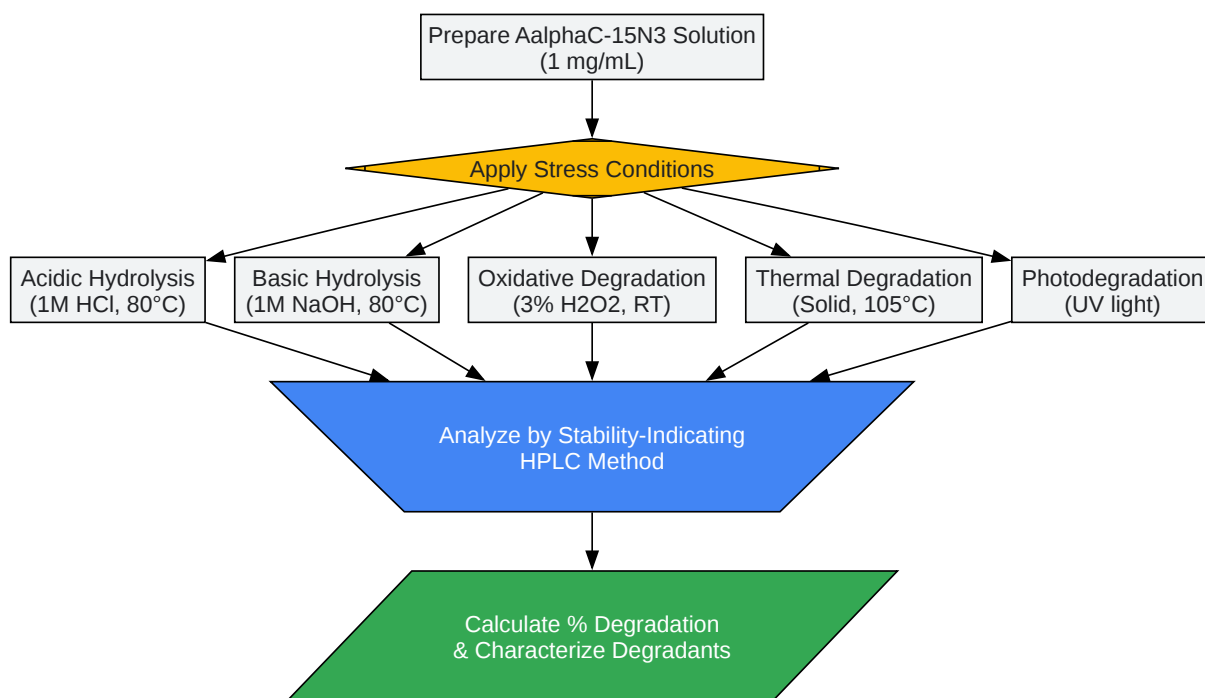 Prepare AalphaC-15N3 Solution
(1 mg/mL)
Apply Stress Conditions
Acidic Hydrolysis
(1M HCl, 80°C)
Basic Hydrolysis
(1M NaOH, 80°C)
Oxidative Degradation
(3% H2O2, RT)
Thermal Degradation
(Solid, 105°C)
Photodegradation
(UV light)
Analyze by Stability-Indicating
HPLC Method
Calculate % Degradation
& Characterize Degradants